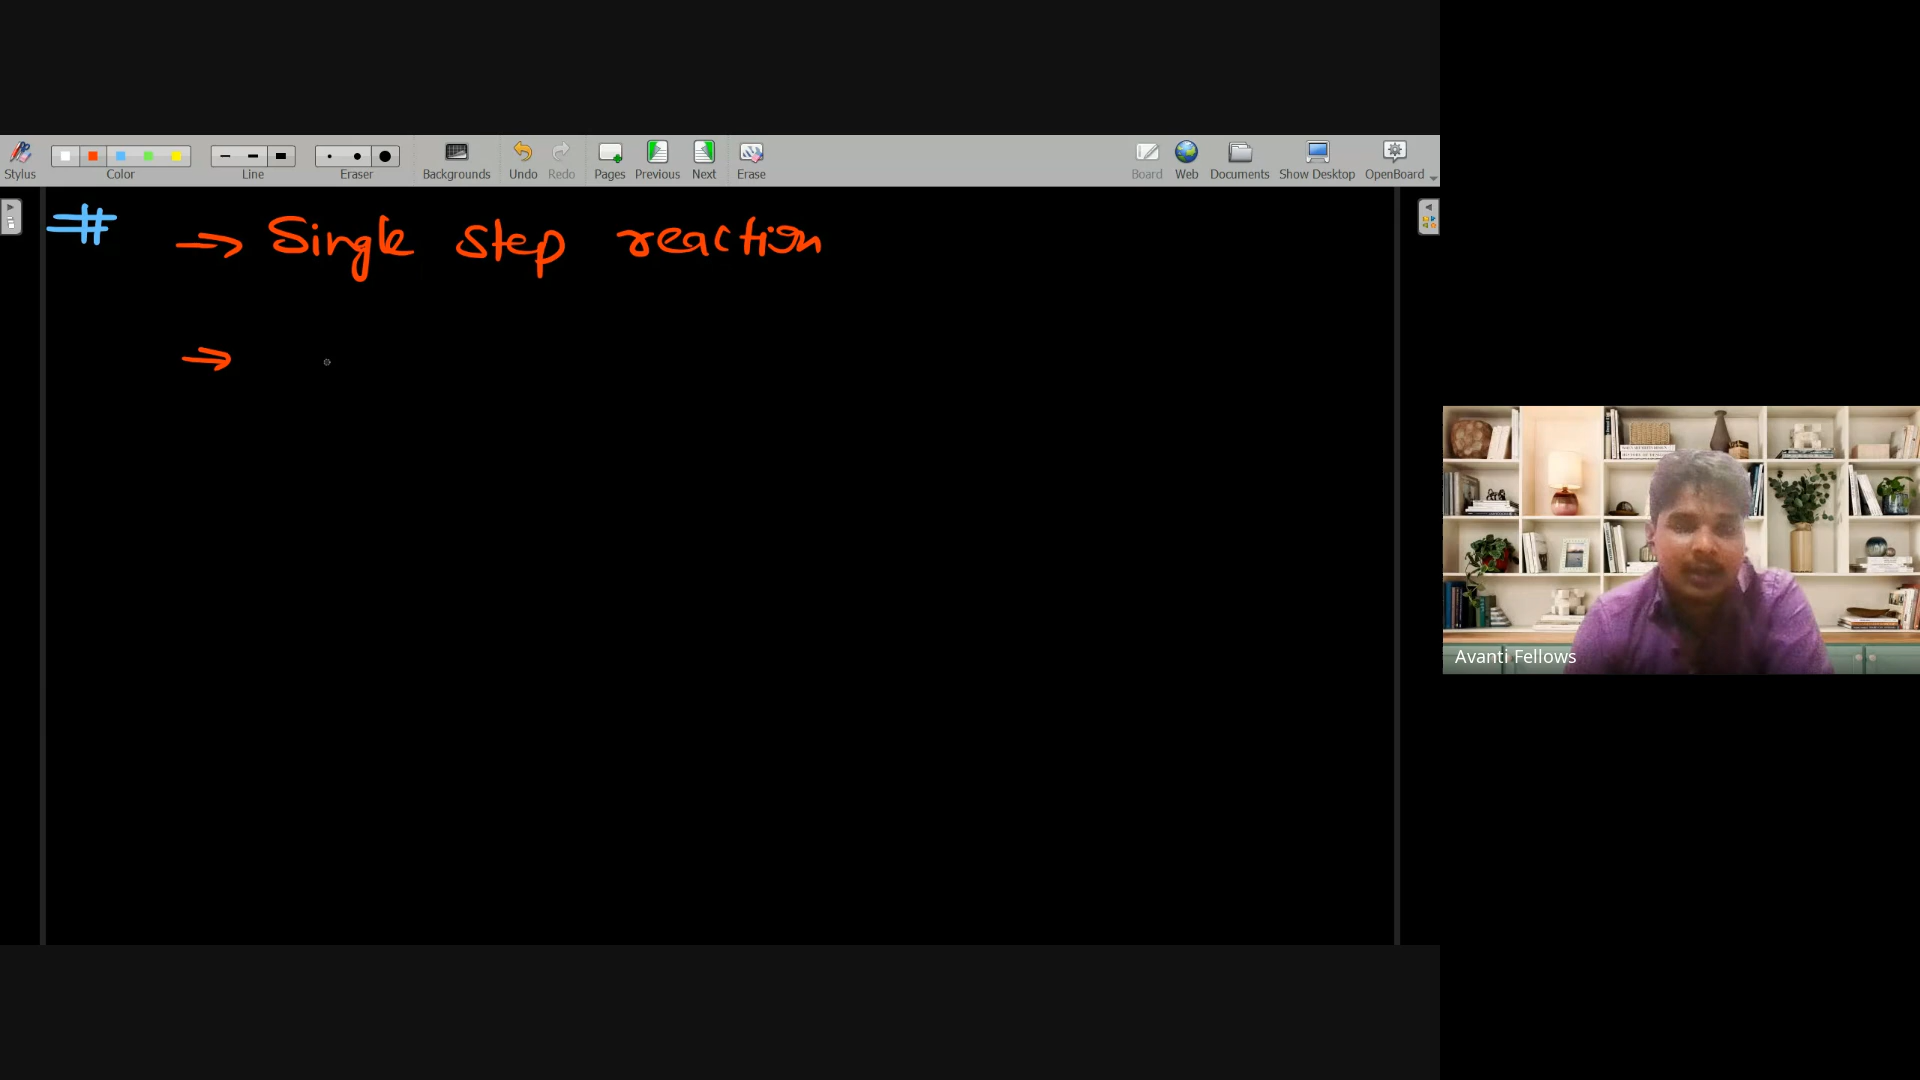 Stylus Color Line Eraser Backgrounds Undo Redo Pages Previous Next Erase Board Web Documents Show Desktop OpenBoard
# → Single step reaction
→
Avanti Fellows